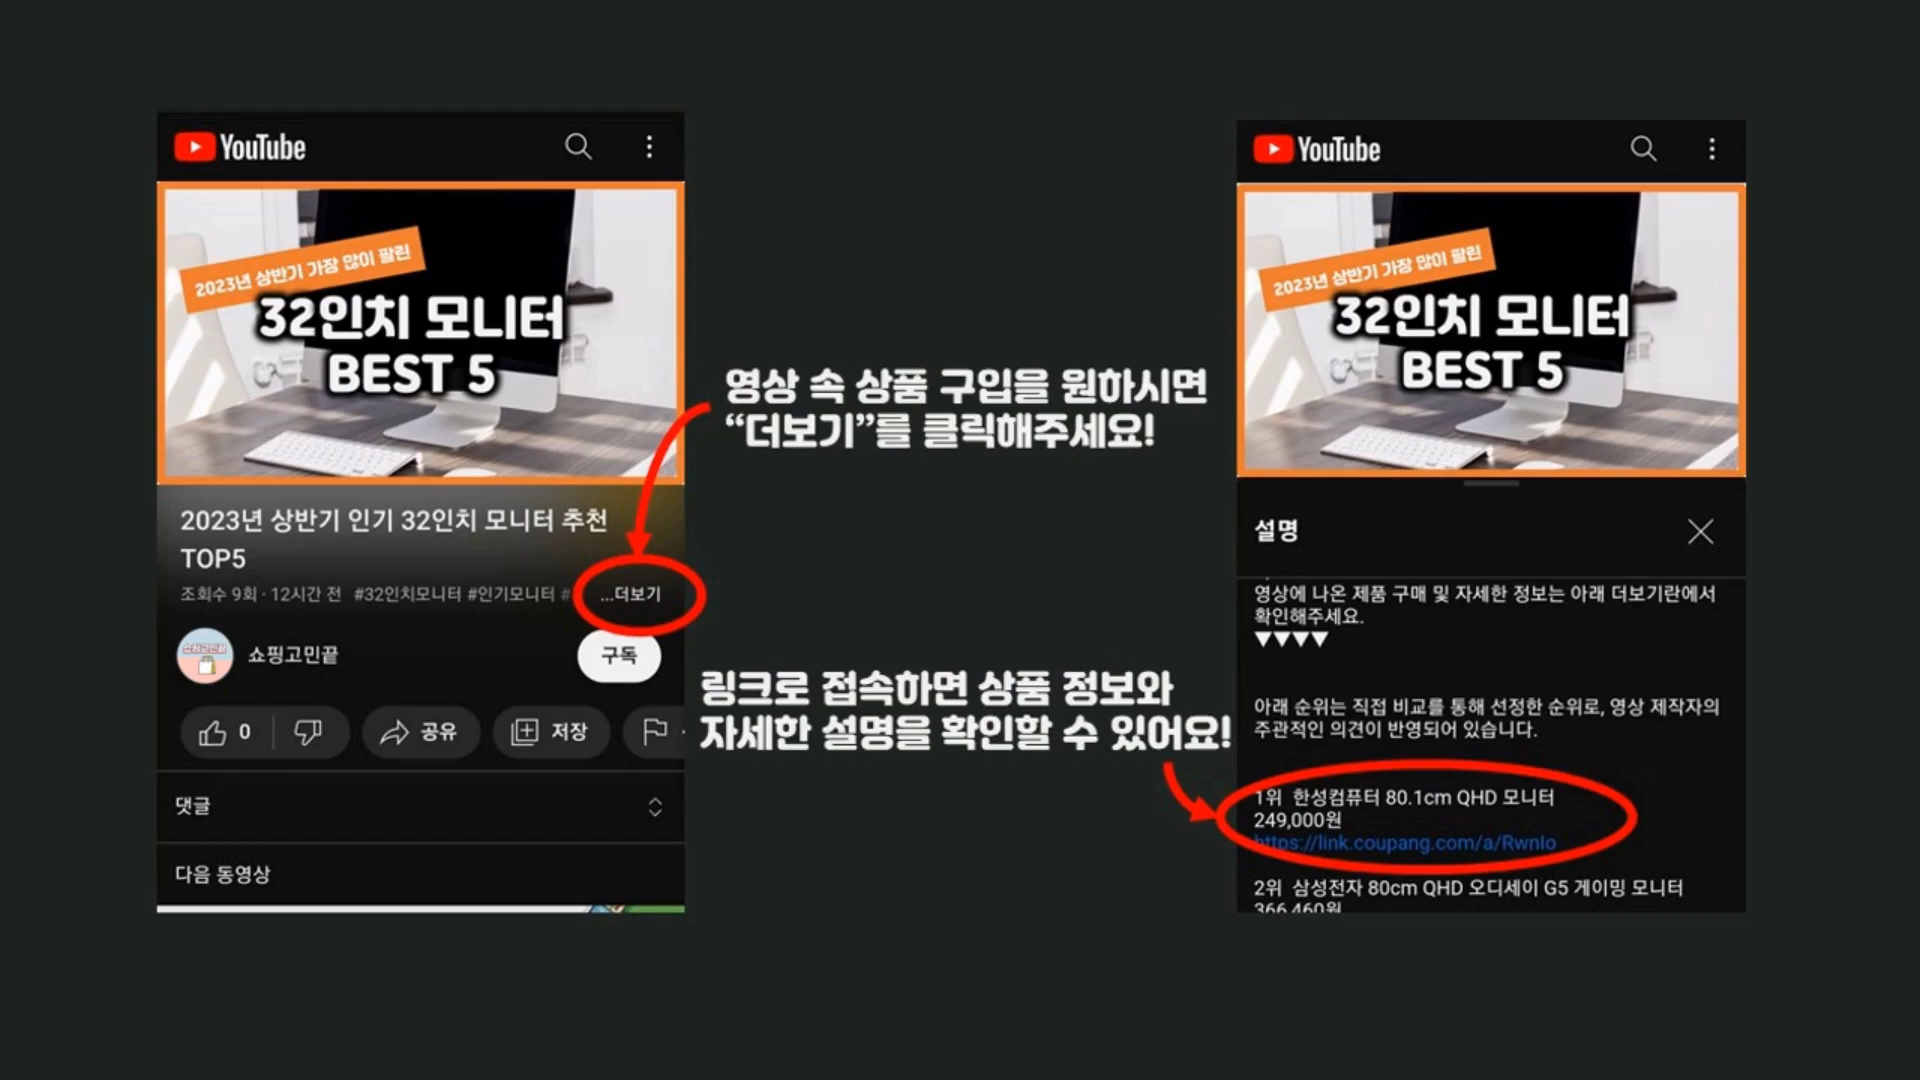 YouTube
2023년 상반기 가장 많이 팔린
32인치 모니터
BEST 5
2023년 상반기 인기 32인치 모니터 추천
TOP5
조회수 9회 · 12시간 전 #32인치모니터 #인기모니터 # ...더보기
쇼핑고민끝
쇼핑고민끝
구독
0
공유
저장
댓글
다음 동영상
영상 속 상품 구입을 원하시면
“더보기”를 클릭해주세요!
링크로 접속하면 상품 정보와
자세한 설명을 확인할 수 있어요!
YouTube
2023년 상반기 가장 많이 팔린
32인치 모니터
BEST 5
설명
영상에 나온 제품 구매 및 자세한 정보는 아래 더보기란에서
확인해주세요.
▼▼▼▼
아래 순위는 직접 비교를 통해 선정한 순위로, 영상 제작자의
주관적인 의견이 반영되어 있습니다.
1위 한성컴퓨터 80.1cm QHD 모니터
249,000원
https://link.coupang.com/a/RwnIo
2위 삼성전자 80cm QHD 오디세이 G5 게이밍 모니터
366,460원